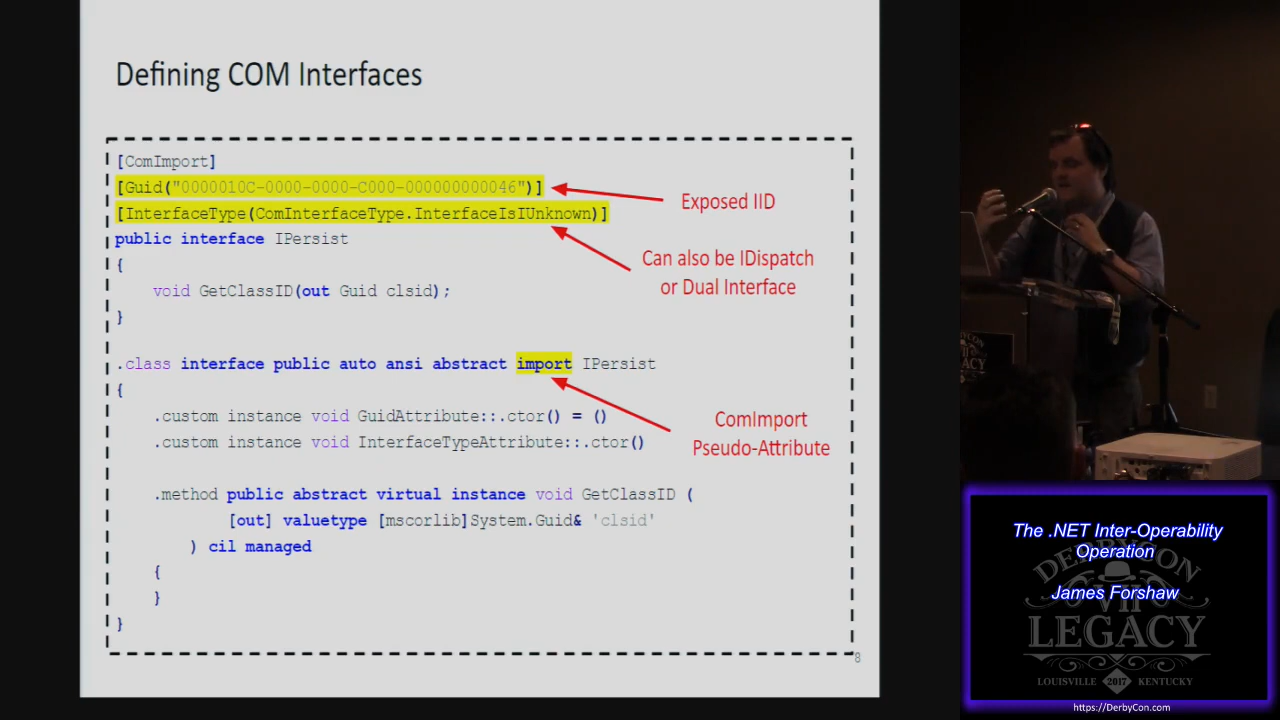 Defining COM Interfaces
[ComImport]
[Guid("0000010C-0000-0000-C000-000000000046")]
[InterfaceType(ComInterfaceType.InterfaceIsIUnknown)]
public interface IPersist
{
void GetClassID(out Guid clsid);
}
Exposed IID
Can also be IDispatch
or Dual Interface
.class interface public auto ansi abstract import IPersist
{
.custom instance void GuidAttribute::.ctor() = ()
.custom instance void InterfaceTypeAttribute::.ctor()
.method public abstract virtual instance void GetClassID (
[out] valuetype [mscorlib]System.Guid& 'clsid'
) cil managed
{
}
}
ComImport
Pseudo-Attribute
8
The .NET Inter-Operability
Operation
James Forshaw
DERBYCON
VII
LEGACY
LOUISVILLE 2017 KENTUCKY
https://DerbyCon.com